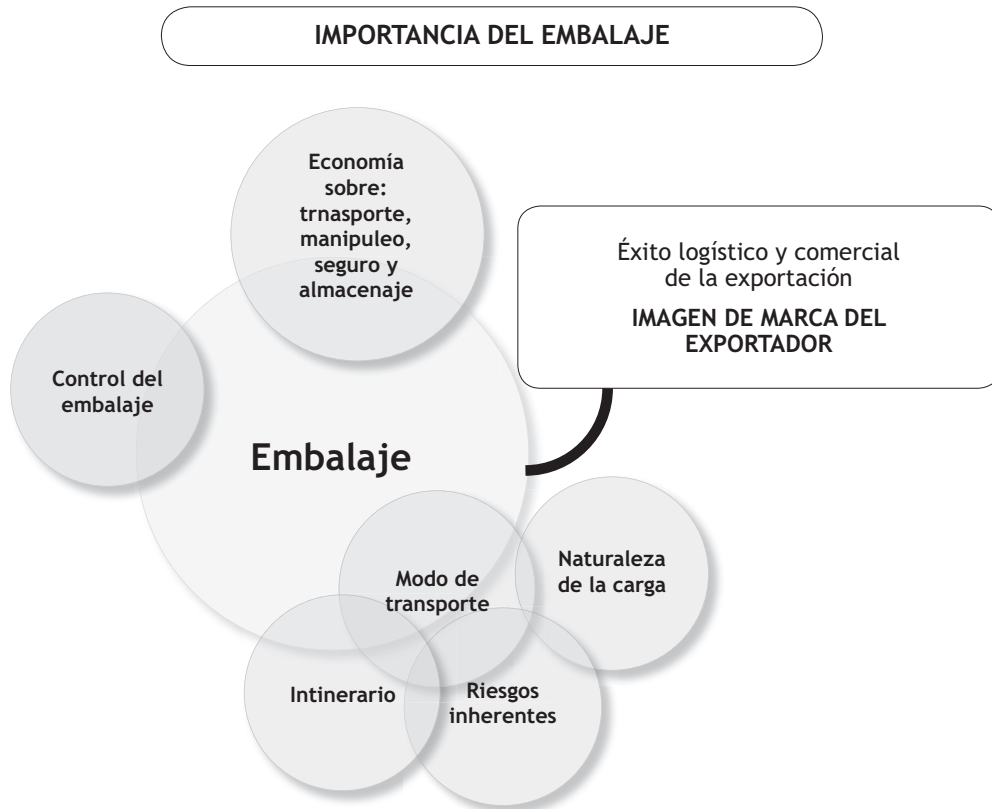 IMPORTANCIA DEL EMBALAJE
Economía
sobre:
trnasporte,
manipuleo,
seguro y
almacenaje
Éxito logístico y comercial
de la exportación
IMAGEN DE MARCA DEL
EXPORTADOR
Control del
embalaje
Embalaje
Modo de
transporte
Naturaleza
de la carga
Intinerario
Riesgos
inherentes